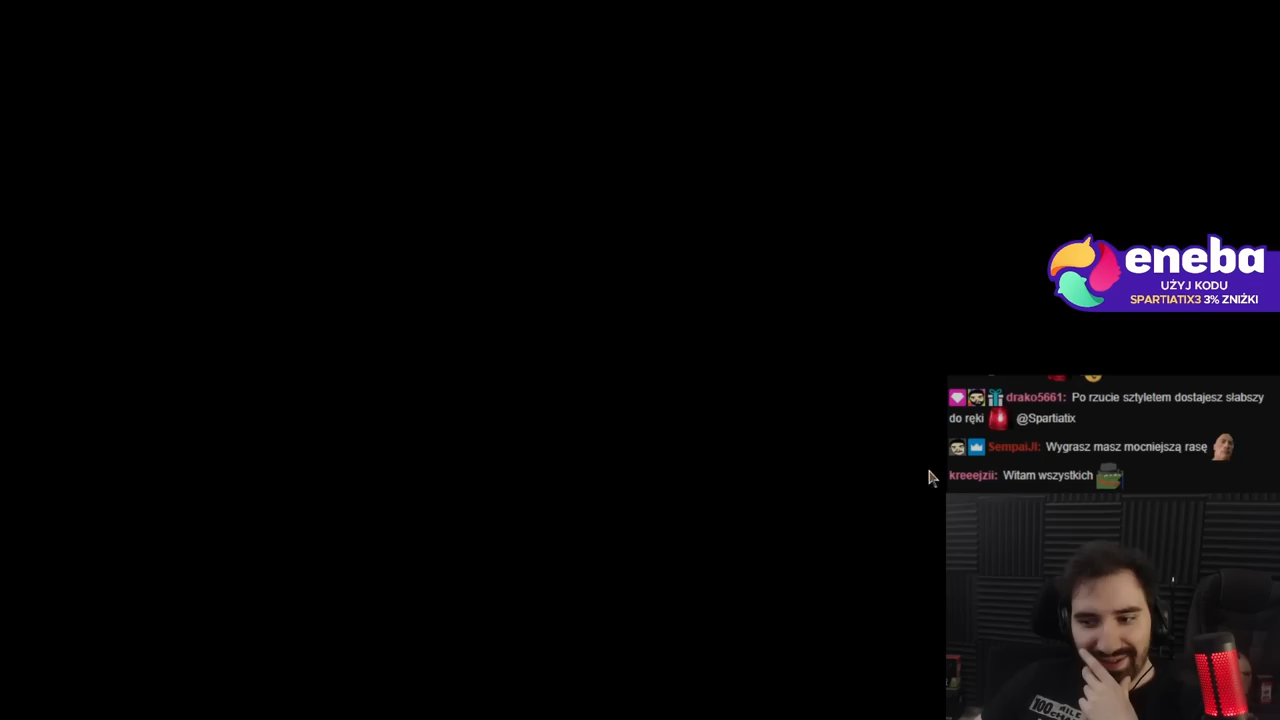 eneba
UŻYJ KODU
SPARTIATIX3 3% ZNIŻKI
drako5661: Po rzucie sztyletem dostajesz słabszy
do ręki @Spartiatix
SempaiJI: Wygrasz masz mocniejszą rasę
kreeejzii: Witam wszystkich
100